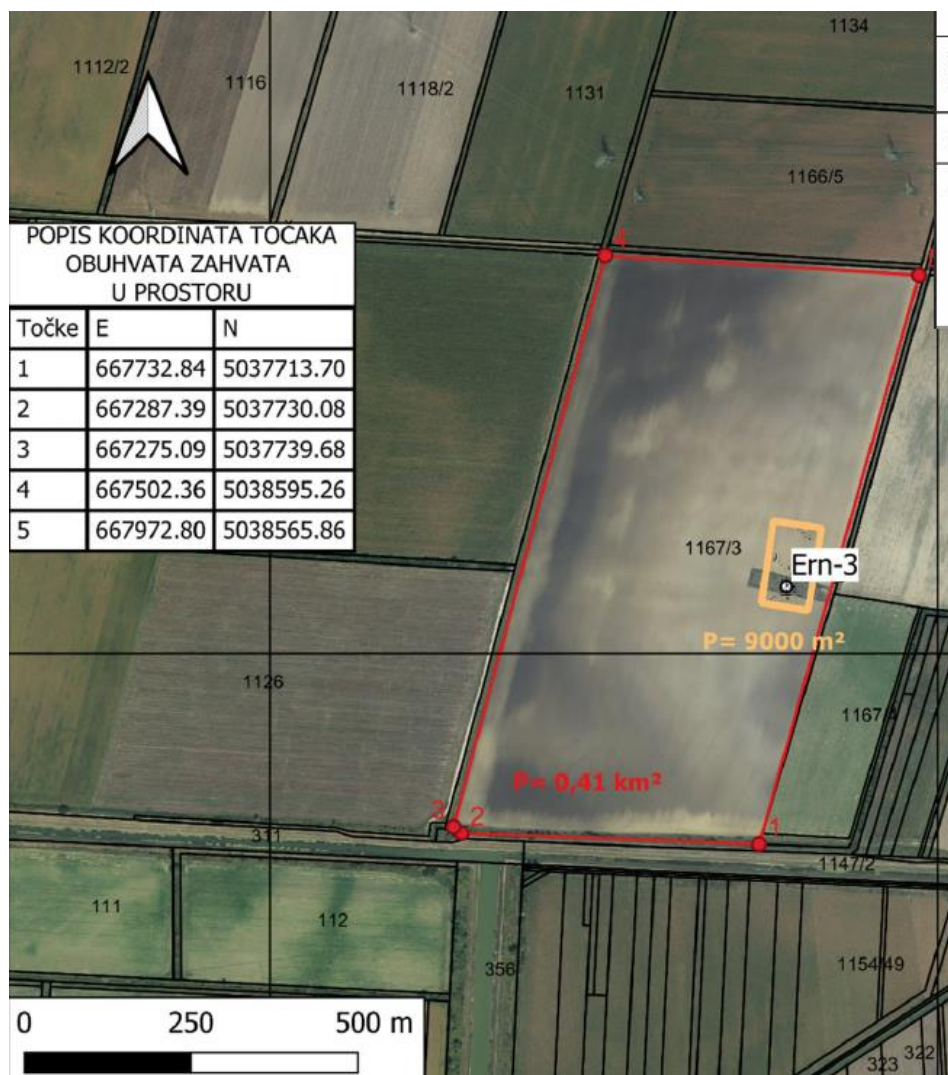 1134
1112/2
1116
1118/2
1131
1166/5
POPIS KOORDINATA TOČAKA
OBUHVATA ZAHVATA
U PROSTORU
Točke E N
1 667732.84 5037713.70
2 667287.39 5037730.08
3 667275.09 5037739.68
4 667502.36 5038595.26
5 667972.80 5038565.86
4
1167/3
Ern-3
P= 9000 m²
1126
P= 0,41 km²
3
2
1
311
1147/2
111
112
356
1154/49
322
323
0 250 500 m